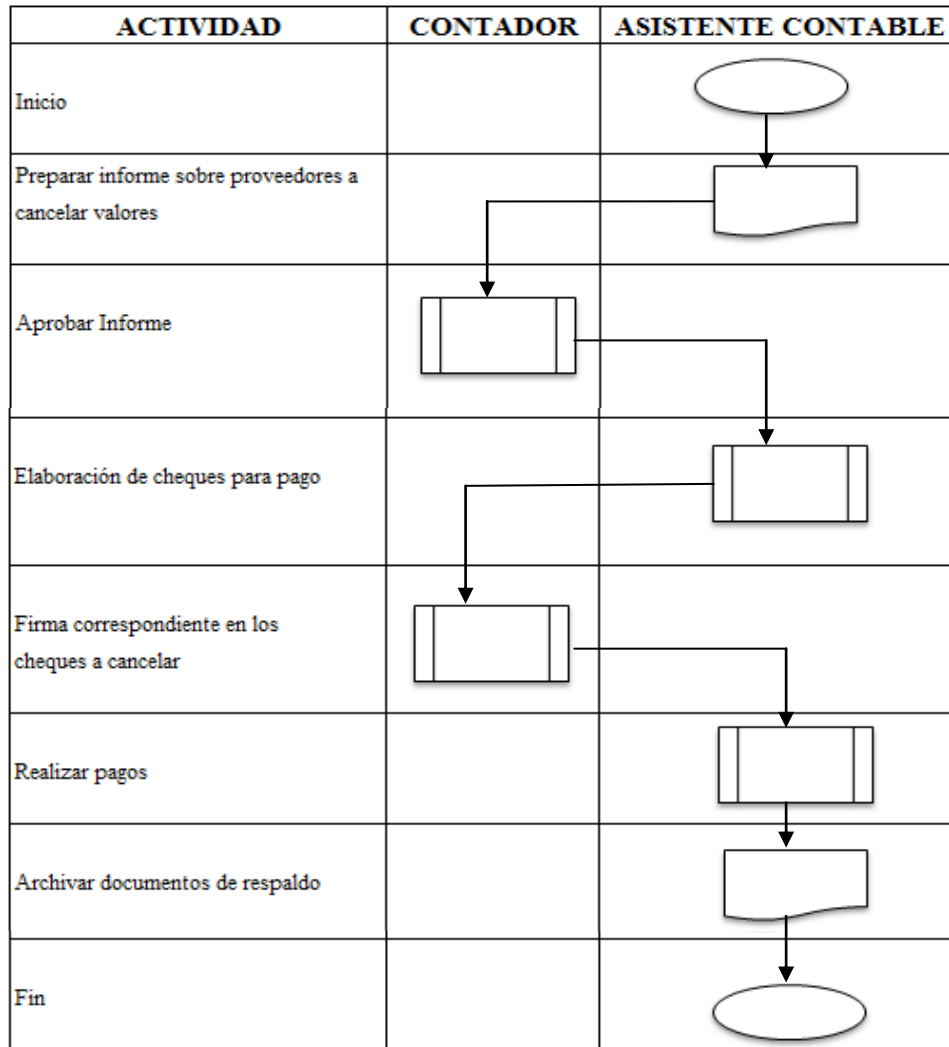 ACTIVIDAD CONTADOR ASISTENTE CONTABLE
Inicio
Preparar informe sobre proveedores a
cancelar valores
Aprobar Informe
Elaboración de cheques para pago
Firma correspondiente en los
cheques a cancelar
Realizar pagos
Archivar documentos de respaldo
Fin